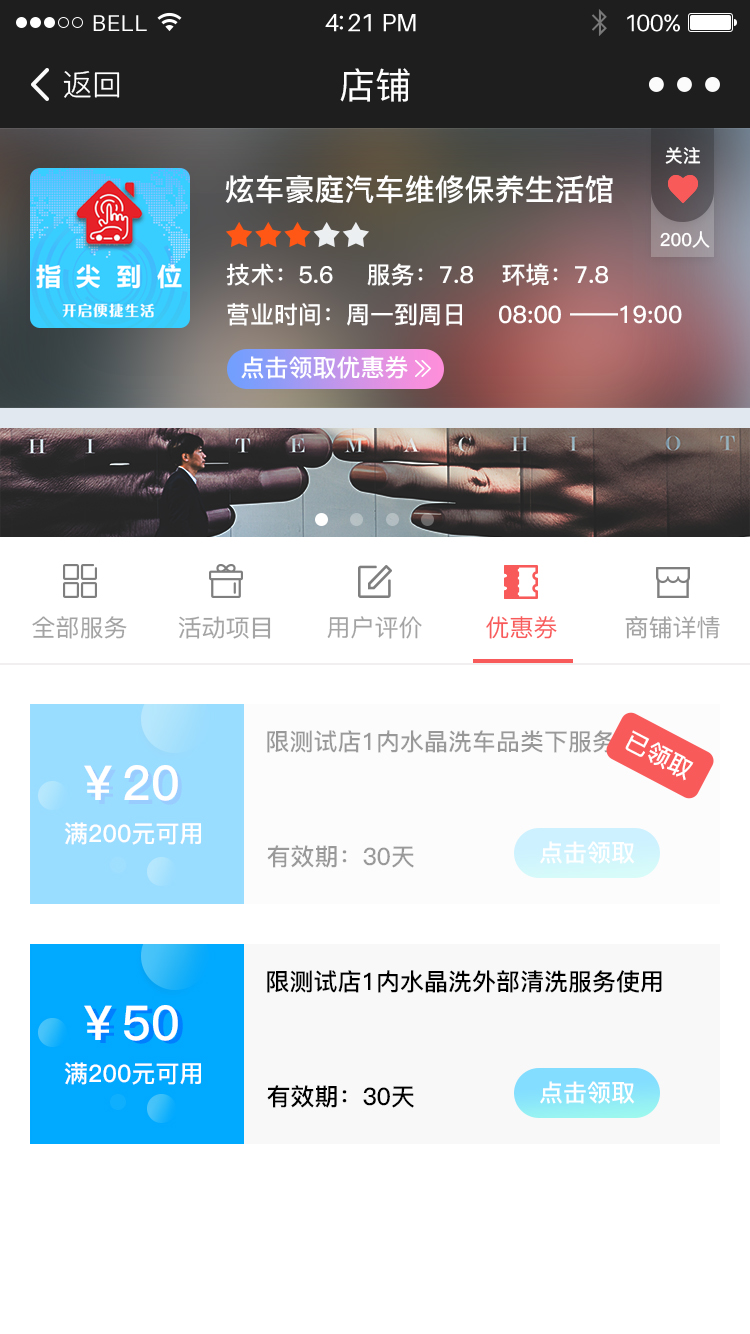 BELL 4:21 PM 100%
返回 店铺
关注
200人
炫车豪庭汽车维修保养生活馆
技术：5.6 服务：7.8 环境：7.8
营业时间：周一到周日 08:00 ——19:00
点击领取优惠券
指尖到位
开启便捷生活
H I T E M A C H I O T
全部服务 活动项目 用户评价 优惠券 商铺详情
¥20
满200元可用
限测试店1内水晶洗车品类下服务
已领取
有效期：30天 点击领取
¥50
满200元可用
限测试店1内水晶洗外部清洗服务使用
有效期：30天 点击领取